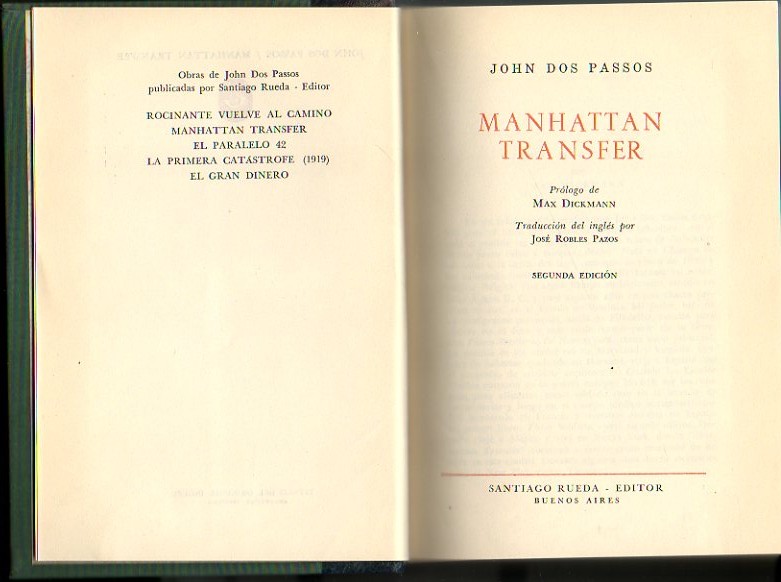 Obras de John Dos Passos
publicadas por Santiago Rueda - Editor
ROCINANTE VUELVE AL CAMINO
MANHATTAN TRANSFER
EL PARALELO 42
LA PRIMERA CATÁSTROFE (1919)
EL GRAN DINERO
JOHN DOS PASSOS
MANHATTAN
TRANSFER
Prólogo de
MAX DICKMANN
Traducción del inglés por
JOSÉ ROBLES PAZOS
SEGUNDA EDICIÓN
SANTIAGO RUEDA - EDITOR
BUENOS AIRES